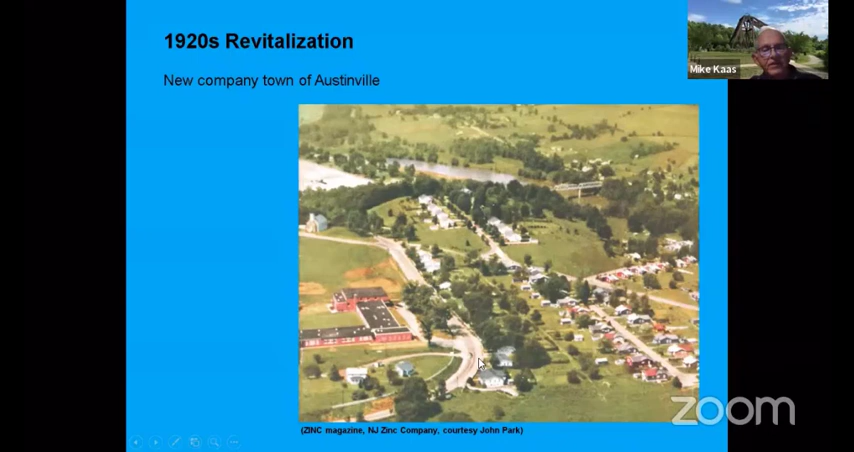 1920s Revitalization
Mike Kaas
New company town of Austinville
zoom
(ZINC magazine, NJ Zinc Company, courtesy John Park)